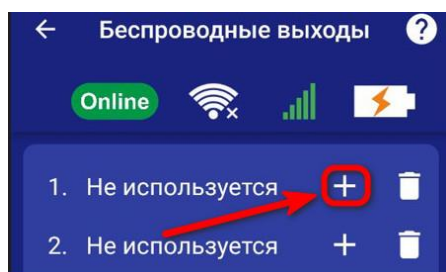 Беспроводные выходы ?
Online
1. Не используется
2. Не используется